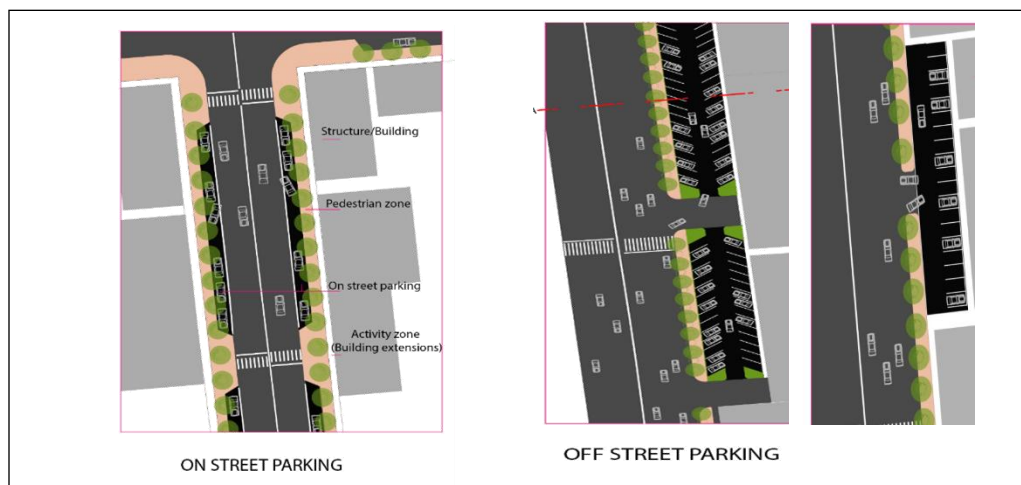 Structure/Building
Pedestrian zone
On street parking
Activity zone
(Building extensions)
ON STREET PARKING
OFF STREET PARKING